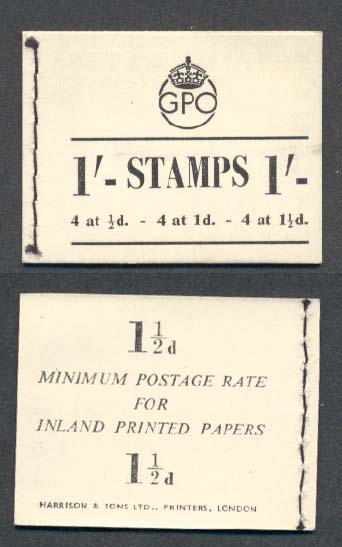 GPO
1'- STAMPS 1'-
4 at ½d. - 4 at 1d. - 4 at 1½d.
1½d
MINIMUM POSTAGE RATE
FOR
INLAND PRINTED PAPERS
1½d
HARRISON & SONS LTD., PRINTERS, LONDON